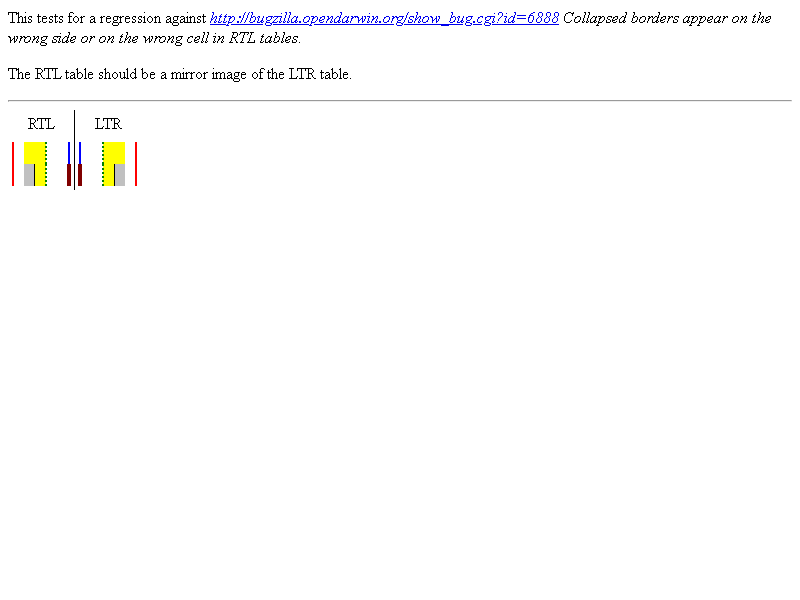 This tests for a regression against http://bugzilla.opendarwin.org/show_bug.cgi?id=6888 Collapsed borders appear on the
wrong side or on the wrong cell in RTL tables.
The RTL table should be a mirror image of the LTR table.
RTL LTR